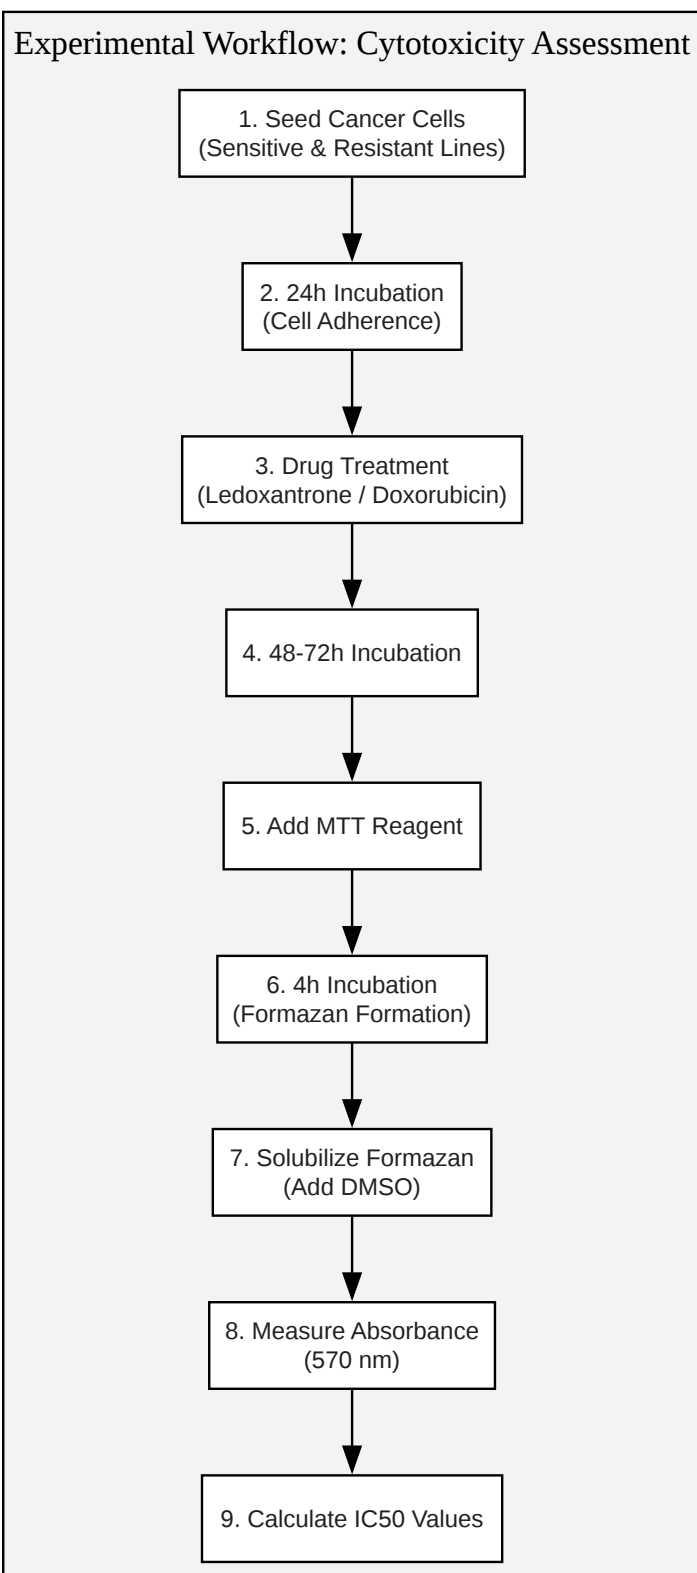 Experimental Workflow: Cytotoxicity Assessment
1. Seed Cancer Cells
(Sensitive & Resistant Lines)
2. 24h Incubation
(Cell Adherence)
3. Drug Treatment
(Ledoxantrone / Doxorubicin)
4. 48-72h Incubation
5. Add MTT Reagent
6. 4h Incubation
(Formazan Formation)
7. Solubilize Formazan
(Add DMSO)
8. Measure Absorbance
(570 nm)
9. Calculate IC50 Values